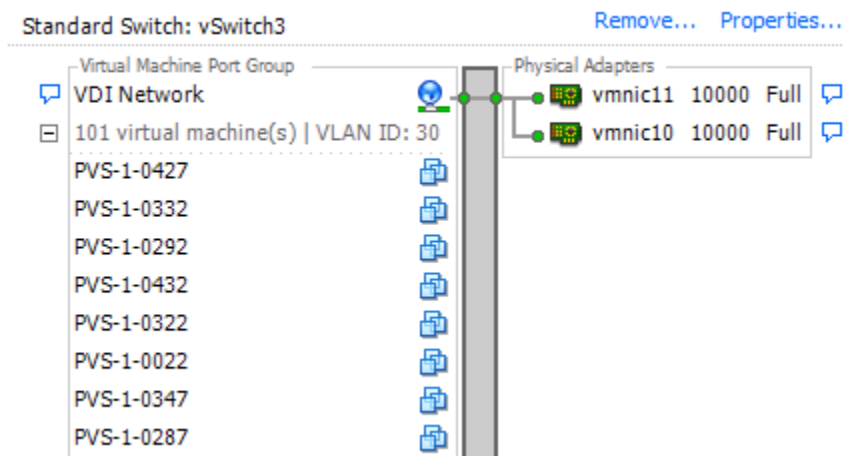 Standard Switch: vSwitch3
Remove... Properties...
Virtual Machine Port Group
Physical Adapters
VDI Network
vmnic11 10000 Full
101 virtual machine(s) | VLAN ID: 30
vmnic10 10000 Full
PVS-1-0427
PVS-1-0332
PVS-1-0292
PVS-1-0432
PVS-1-0322
PVS-1-0022
PVS-1-0347
PVS-1-0287